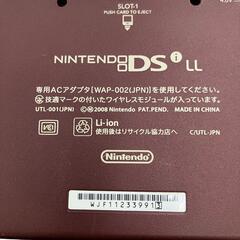 SLOT-1
PUSH CARD TO EJECT
NINTENDO DSi LL
専用ACアダプタ[WAP-002(JPN)]を使用してください。
技適マークの付いたワイヤレスモジュールが入っています。
UTL-001(JPN) ©2008 Nintendo PAT.PEND. MADE IN CHINA
Li-ion
使用後はリサイクル協力店へ
C/UTL-JPN
Nintendo
WJF112339913